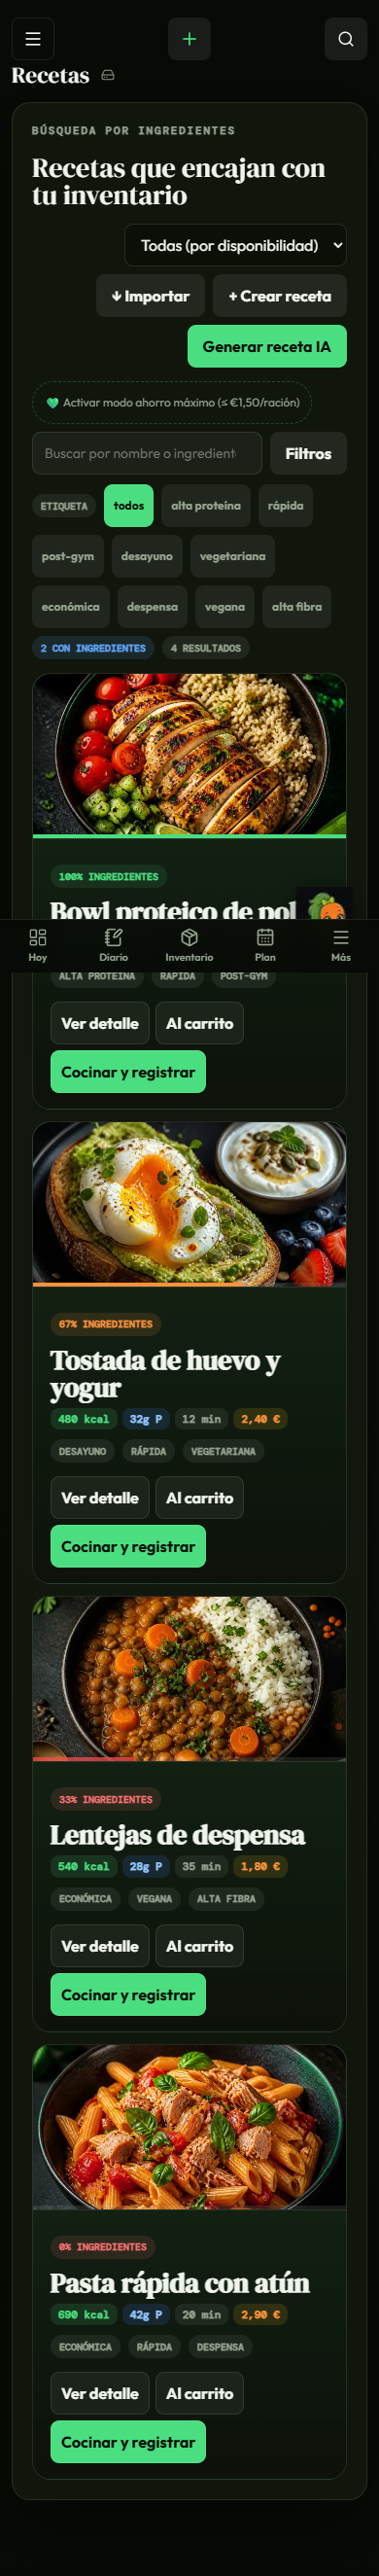 Recetas
BÚSQUEDA POR INGREDIENTES
Recetas que encajan con
tu inventario
Todas (por disponibilidad)
↓ Importar
+ Crear receta
Generar receta IA
Activar modo ahorro máximo (≤ €1,50/ración)
Buscar por nombre o ingredient
Filtros
ETIQUETA
todos
alta proteína
rápida
post-gym
desayuno
vegetariana
económica
despensa
vegana
alta fibra
2 CON INGREDIENTES
4 RESULTADOS
100% INGREDIENTES
Bowl proteico de pol
Hoy
Diario
Inventario
Plan
Más
ALTA PROTEÍNA
RÁPIDA
POST-GYM
Ver detalle
Al carrito
Cocinar y registrar
67% INGREDIENTES
Tostada de huevo y
yogur
480 kcal
32g P
12 min
2,40 €
DESAYUNO
RÁPIDA
VEGETARIANA
Ver detalle
Al carrito
Cocinar y registrar
33% INGREDIENTES
Lentejas de despensa
540 kcal
28g P
35 min
1,80 €
ECONÓMICA
VEGANA
ALTA FIBRA
Ver detalle
Al carrito
Cocinar y registrar
0% INGREDIENTES
Pasta rápida con atún
690 kcal
42g P
20 min
2,90 €
ECONÓMICA
RÁPIDA
DESPENSA
Ver detalle
Al carrito
Cocinar y registrar